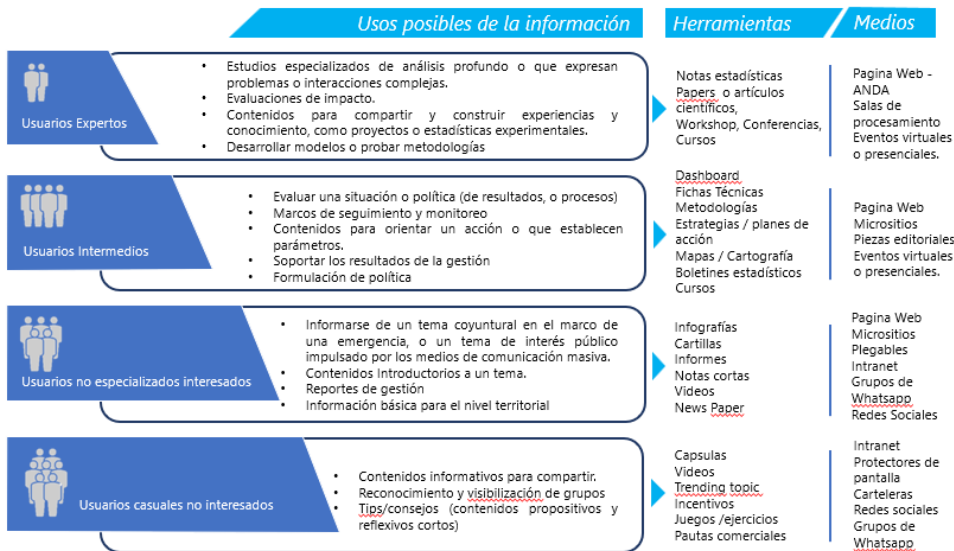 Usos posibles de la información
Herramientas
Medios
Usuarios Expertos
• Estudios especializados de análisis profundo o que expresan
problemas o interacciones complejas.
• Evaluaciones de impacto.
• Contenidos para compartir y construir experiencias y
conocimiento, como proyectos o estadísticas experimentales.
• Desarrollar modelos o probar metodologías
Notas estadísticas
Papers o artículos
científicos,
Workshop, Conferencias,
Cursos
Pagina Web -
ANDA
Salas de
procesamiento
Eventos virtuales
o presenciales.
Usuarios Intermedios
• Evaluar una situación o política (de resultados, o procesos)
• Marcos de seguimiento y monitoreo
• Contenidos para orientar un acción o que establecen
parámetros.
• Soportar los resultados de la gestión
• Formulación de política
Dashboard
Fichas Técnicas
Metodologías
Estrategias / planes de
acción
Mapas / Cartografía
Boletines estadísticos
Cursos
Pagina Web
Micrositios
Piezas editoriales
Eventos virtuales
o presenciales.
Usuarios no especializados interesados
• Informarse de un tema coyuntural en el marco de
una emergencia, o un tema de interés público
impulsado por los medios de comunicación masiva.
• Contenidos Introductorios a un tema.
• Reportes de gestión
• Información básica para el nivel territorial
Infografías
Cartillas
Informes
Notas cortas
Videos
News Paper
Pagina Web
Micrositios
Plegables
Intranet
Grupos de
Whatsapp
Redes Sociales
Usuarios casuales no interesados
• Contenidos informativos para compartir.
• Reconocimiento y visibilización de grupos
• Tips/consejos (contenidos propositivos y
reflexivos cortos)
Capsulas
Videos
Trending topic
Incentivos
Juegos /ejercicios
Pautas comerciales
Intranet
Protectores de
pantalla
Carteleras
Redes sociales
Grupos de
Whatsapp